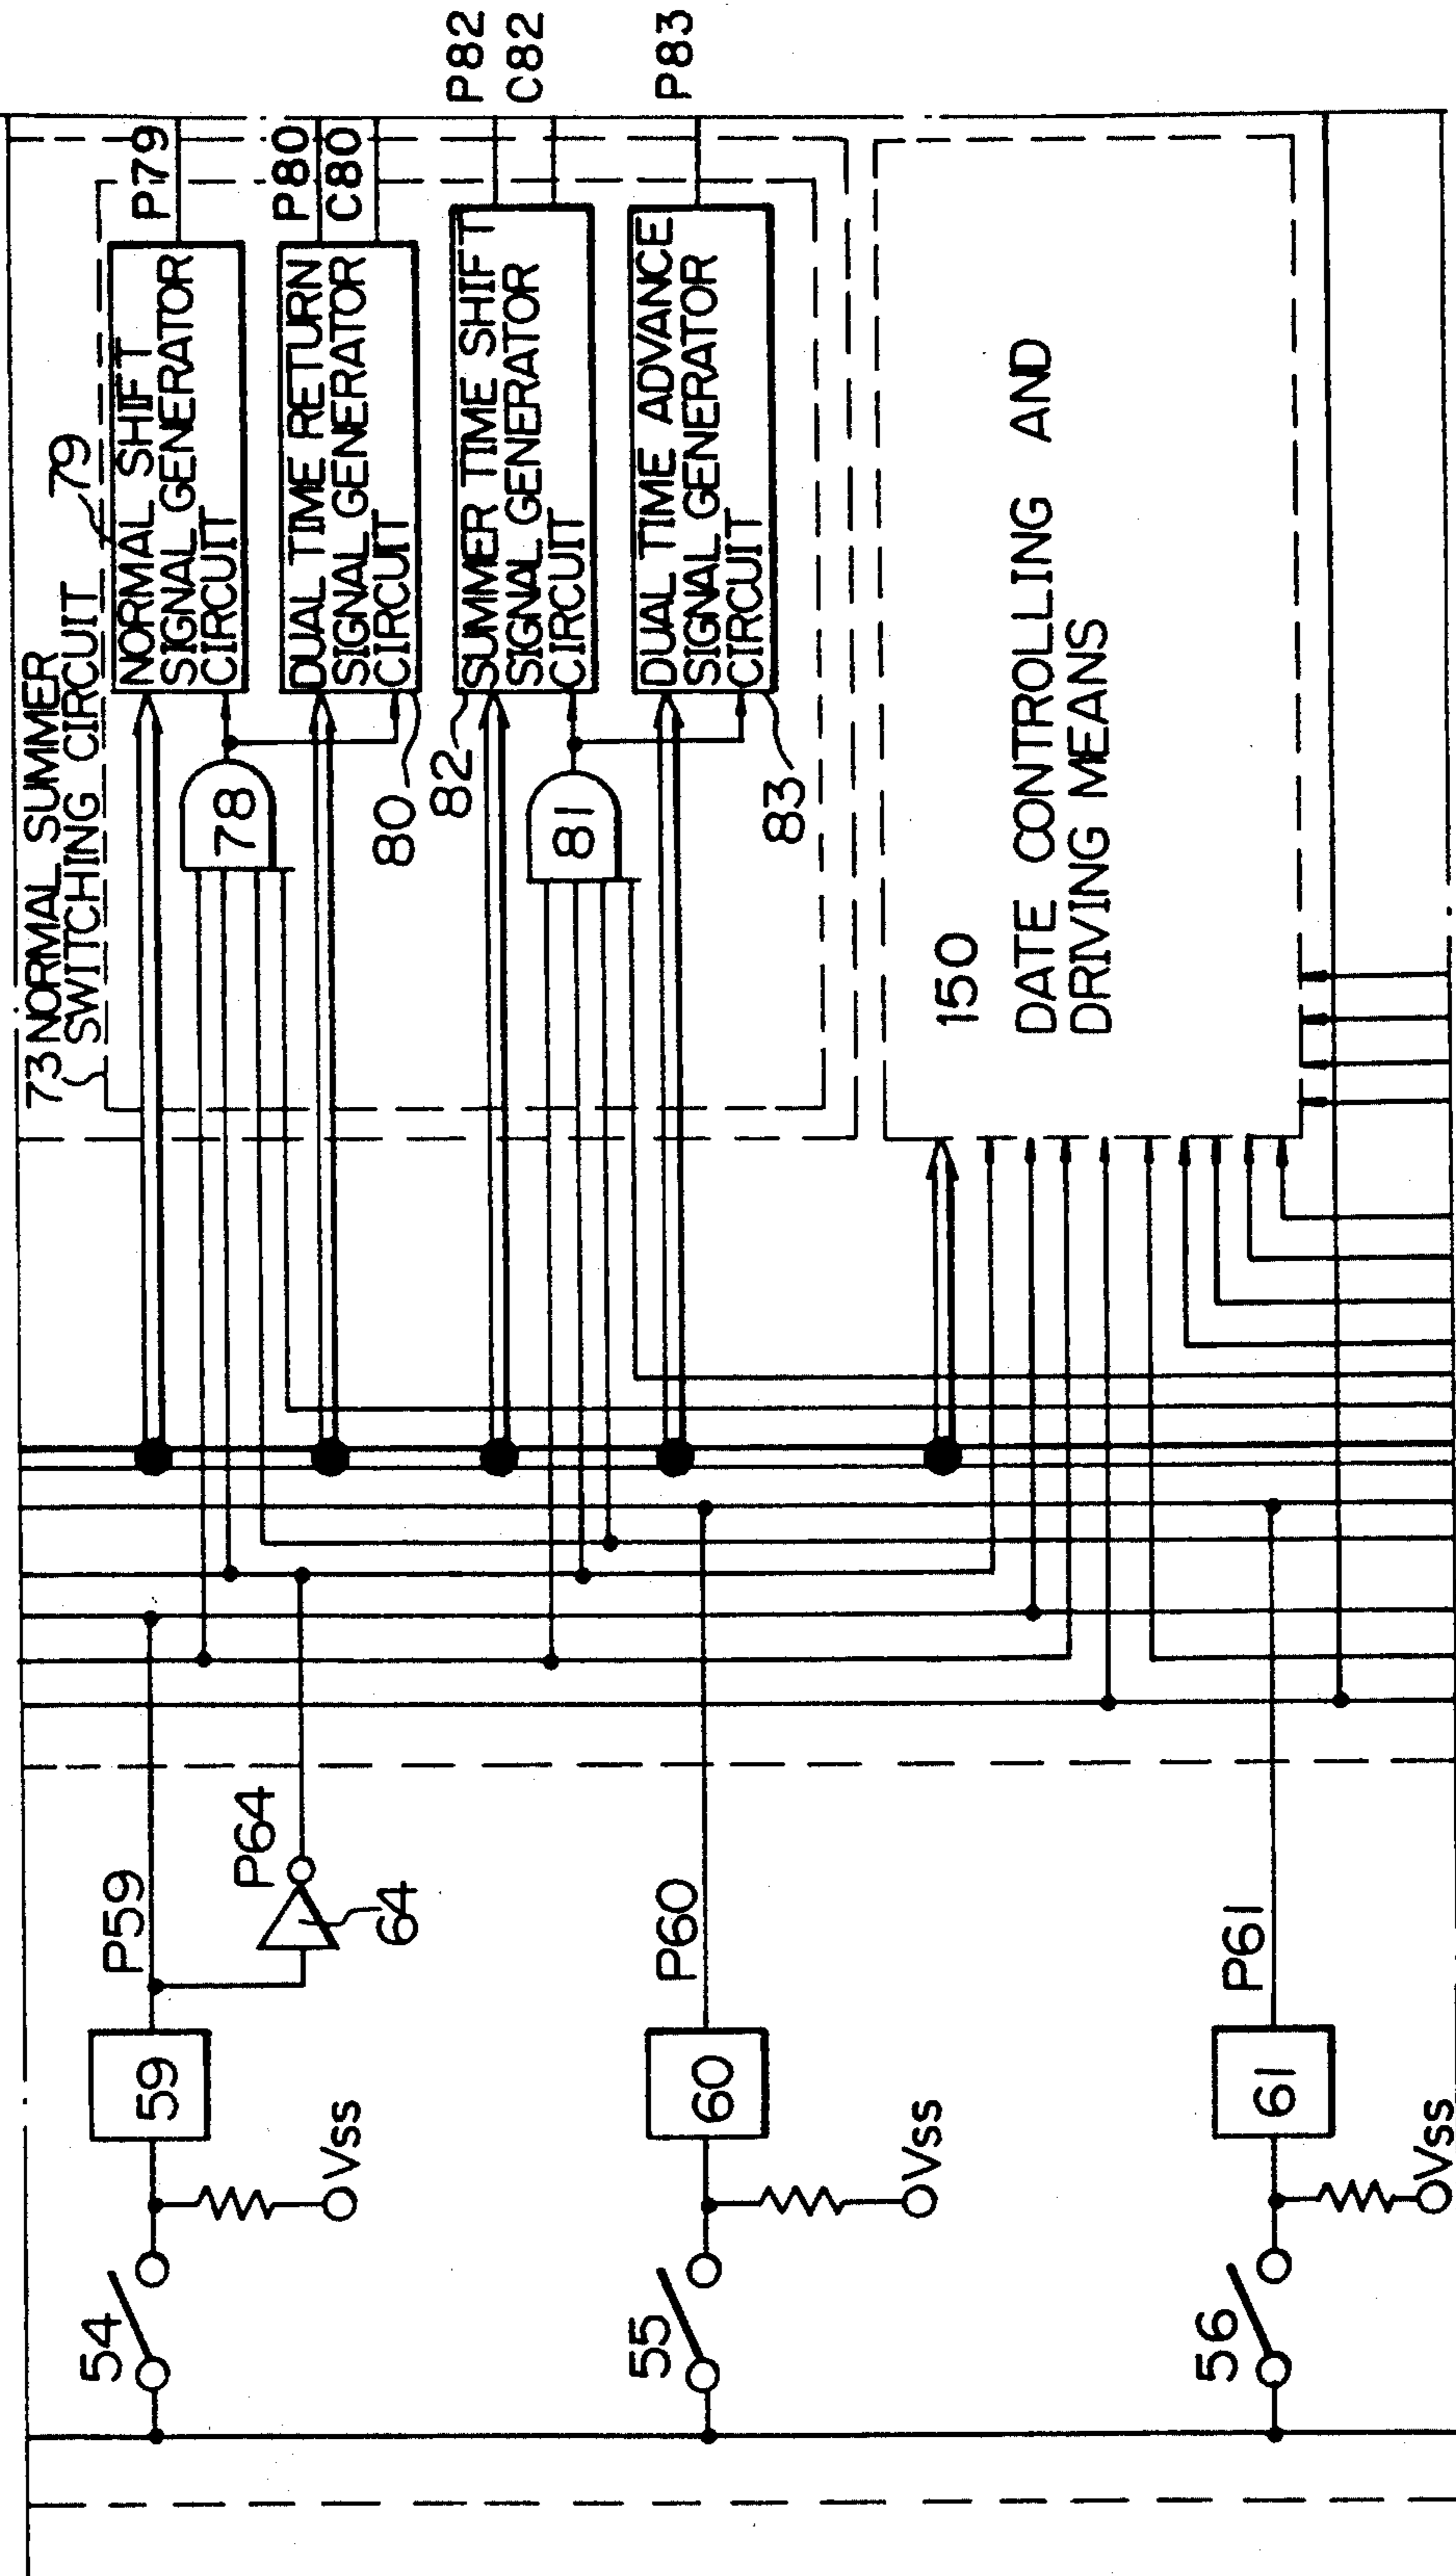 73 NORMAL SUMMER
SWITCHING CIRCUIT
79
NORMAL SHIFT
SIGNAL GENERATOR
CIRCUIT
P79
78
DUAL TIME RETURN
SIGNAL GENERATOR
CIRCUIT
P80
C80
80
82
SUMMER TIME SHIFT
SIGNAL GENERATOR
CIRCUIT
P82
C82
81
DUAL TIME ADVANCE
SIGNAL GENERATOR
CIRCUIT
P83
83
150
DATE CONTROLLING AND
DRIVING MEANS
54
59
P59
P64
64
Vss
55
60
P60
Vss
56
61
P61
Vss